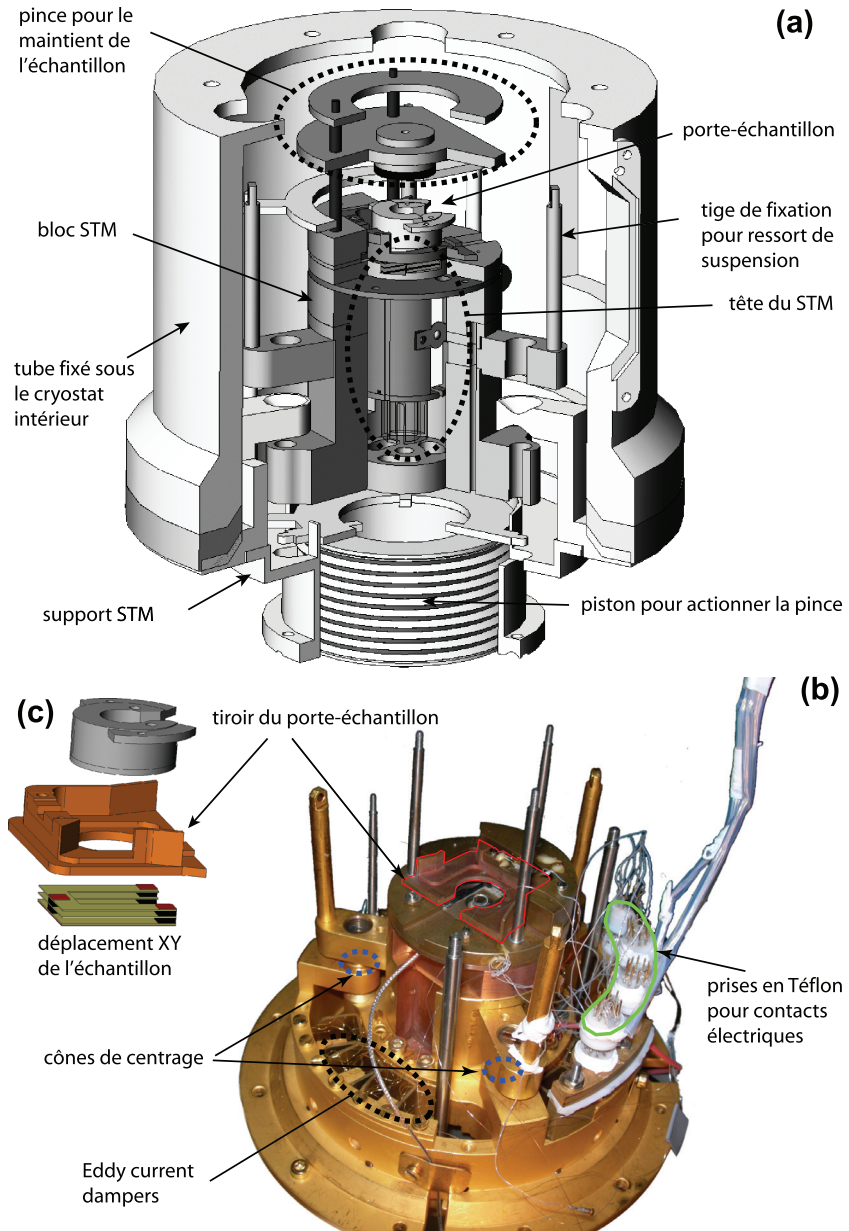 pince pour le
maintient de
l'échantillon
(a)
porte-échantillon
bloc STM
tige de fixation
pour ressort de
suspension
tête du STM
tube fixé sous
le cryostat
intérieur
support STM
piston pour actionner la pince
(c)
tiroir du porte-échantillon
(b)
déplacement XY
de l'échantillon
prises en Téflon
pour contacts
électriques
cônes de centrage
Eddy current
dampers